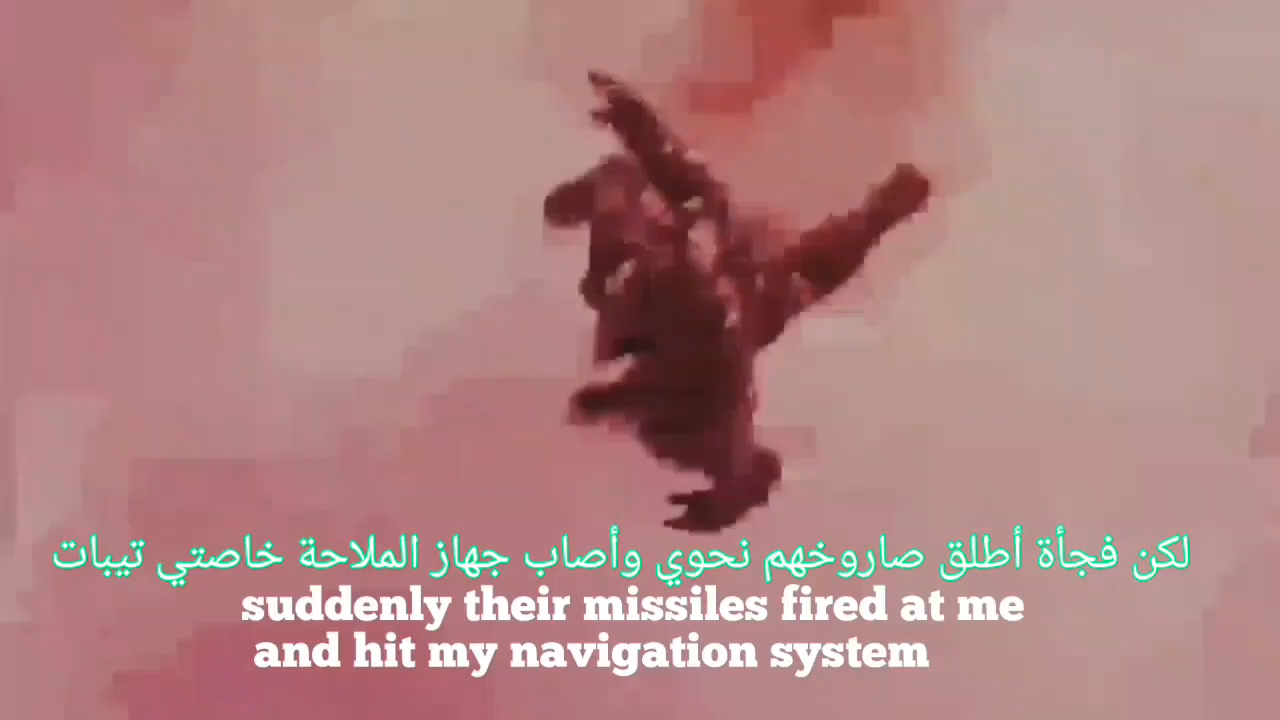 لكن فجأة أطلق صاروخهم نحوي وأصاب جهاز الملاحة خاصتي تيبات
suddenly their missiles fired at me
and hit my navigation system